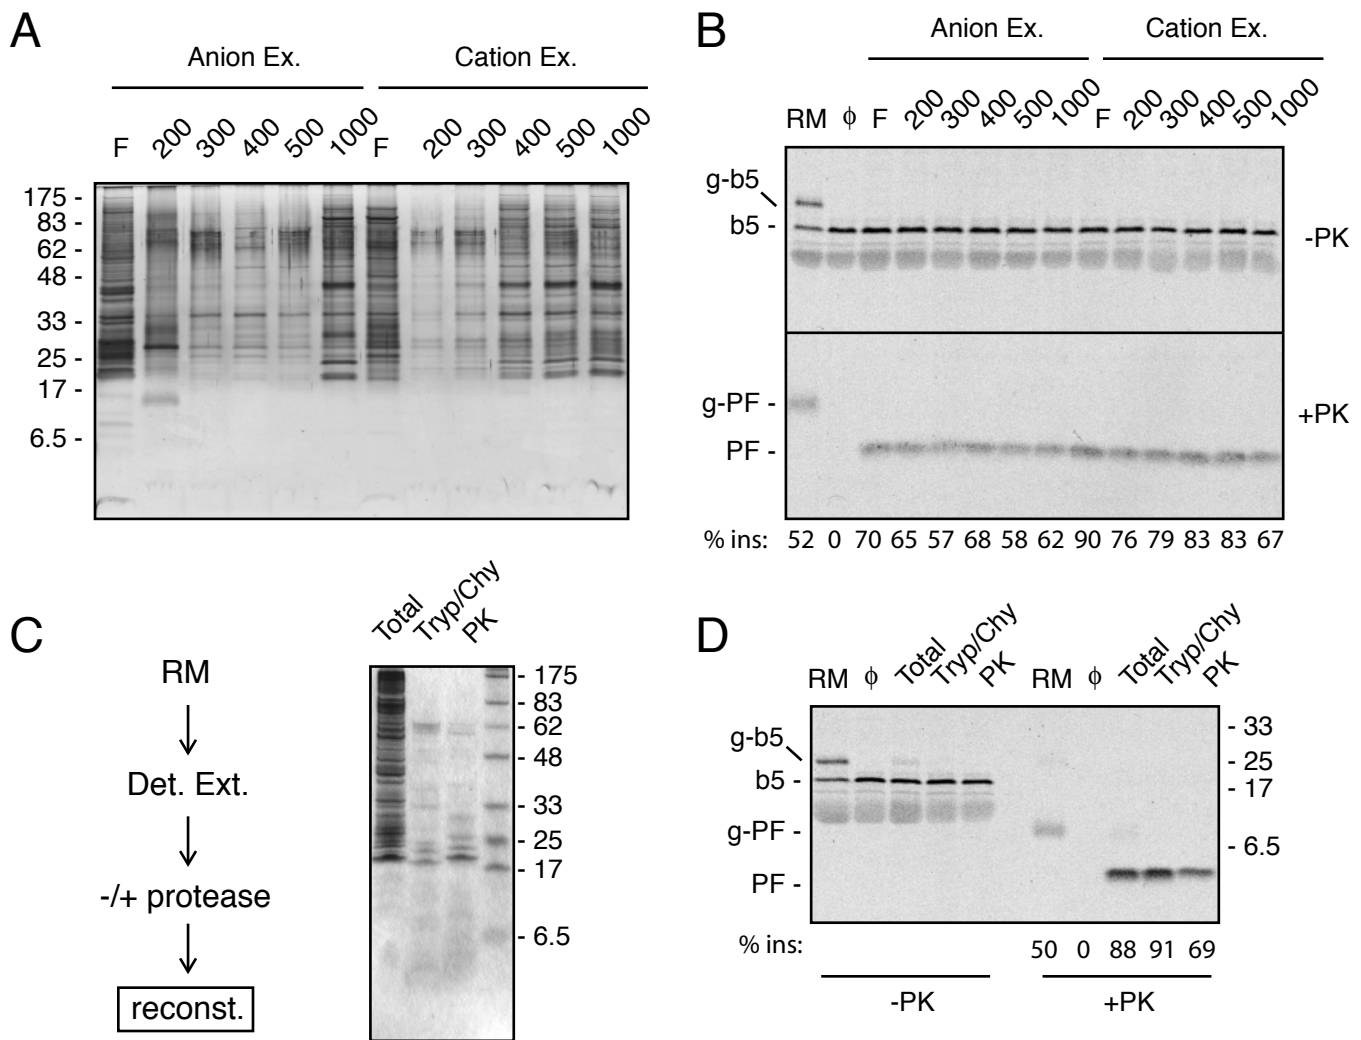 A
Anion Ex.
Cation Ex.
F 200 300 400 500 1000 F 200 300 400 500 1000
175 -
83 -
62 -
48 -
33 -
25 -
17 -
6.5 -
B
Anion Ex.
Cation Ex.
RM ϕ F 200 300 400 500 1000 F 200 300 400 500 1000
g-b5
b5 -
-PK
g-PF -
+PK
PF -
% ins: 52 0 70 65 57 68 58 62 90 76 79 83 83 67
C
RM
Det. Ext.
-/+ protease
reconst.
Total Tryp/Chy PK
- 175
- 83
- 62
- 48
- 33
- 25
- 17
- 6.5
D
RM ϕ Total Tryp/Chy PK RM ϕ Total Tryp/Chy PK
g-b5
b5 -
g-PF -
PF -
- 33
- 25
- 17
- 6.5
% ins: 50 0 88 91 69
-PK +PK